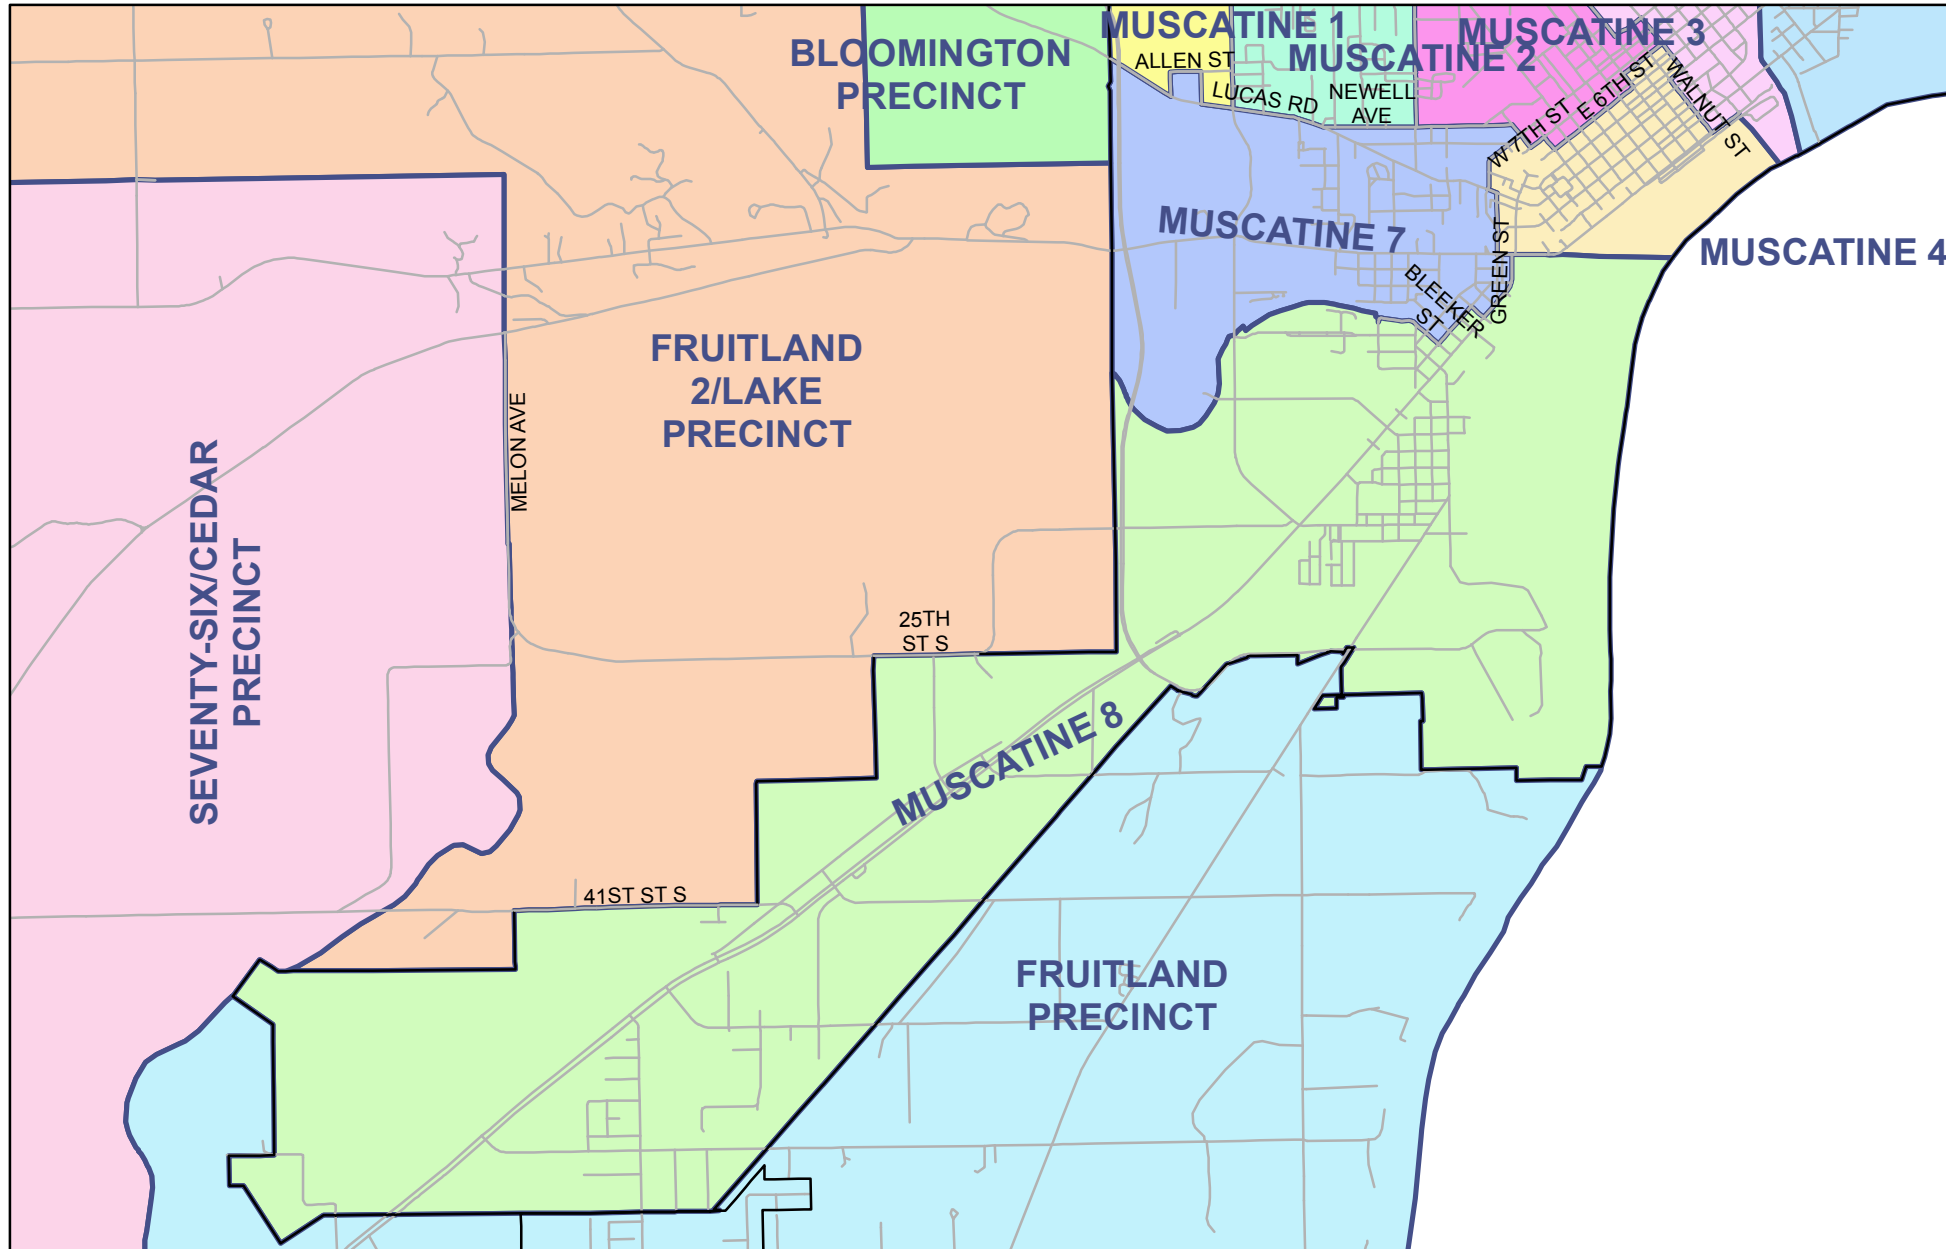 MUSCATINE 1
MUSCATINE 3
BLOOMINGTON
PRECINCT
MUSCATINE 2
ALLEN ST
LUCAS RD
NEWELL
AVE
W 7TH ST
E 6TH ST
WALNUT ST
MUSCATINE 7
GREEN ST
MUSCATINE 4
BLEEKER
ST
FRUITLAND
2/LAKE
PRECINCT
MELON AVE
SEVENTY-SIX/CEDAR
PRECINCT
25TH
ST S
MUSCATINE 8
41ST ST S
FRUITLAND
PRECINCT